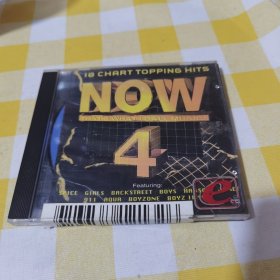 18 CHART TOPPING HITS
NOW
4
Featuring:
SPICE GIRLS BACKSTREET BOYS
911 AQUA BOYZONE
e